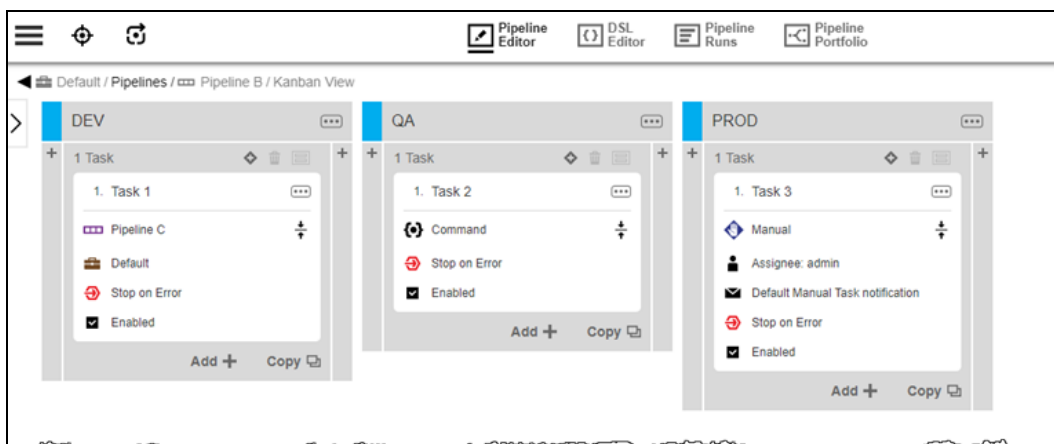 Pipeline Editor
DSL Editor
Pipeline Runs
Pipeline Portfolio
Default / Pipelines / Pipeline B / Kanban View
DEV
1 Task
1. Task 1
Pipeline C
Default
Stop on Error
Enabled
Add
Copy
QA
1 Task
1. Task 2
Command
Stop on Error
Enabled
Add
Copy
PROD
1 Task
1. Task 3
Manual
Assignee: admin
Default Manual Task notification
Stop on Error
Enabled
Add
Copy